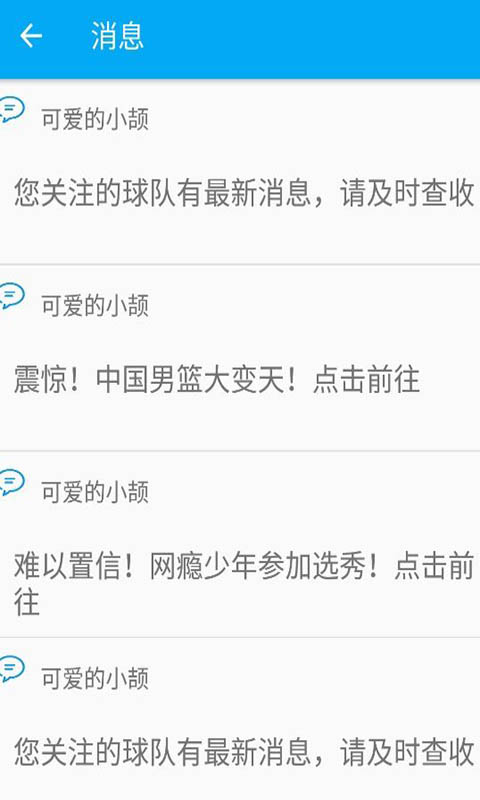 消息
可爱的小颉
您关注的球队有最新消息，请及时查收
可爱的小颉
震惊！中国男篮大变天！点击前往
可爱的小颉
难以置信！网瘾少年参加选秀！点击前
往
可爱的小颉
您关注的球队有最新消息，请及时查收